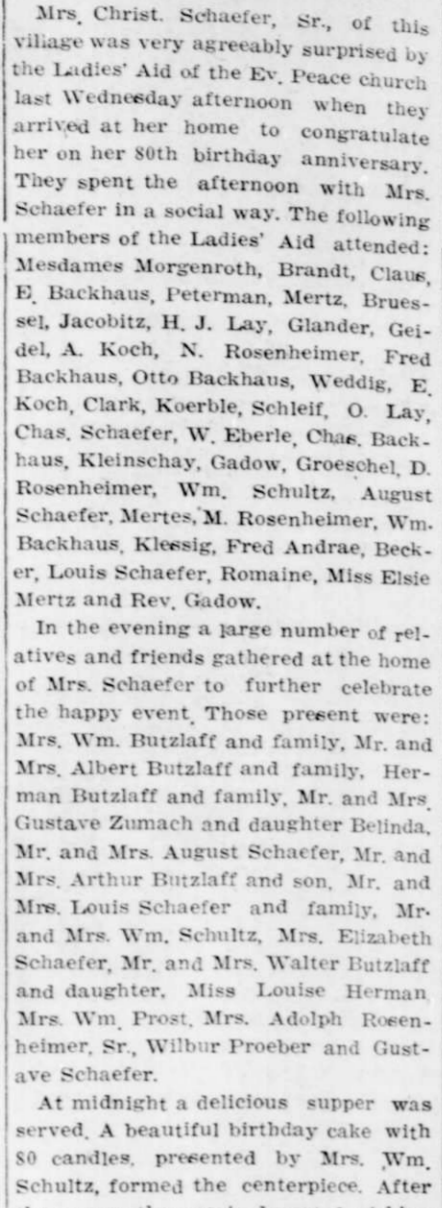 Mrs. Christ. Schaefer, Sr., of this
village was very agreeably surprised by
the Ladies' Aid of the Ev. Peace church
last Wednesday afternoon when they
arrived at her home to congratulate
her on her 80th birthday anniversary.
They spent the afternoon with Mrs.
Schaefer in a social way. The following
members of the Ladies' Aid attended:
Mesdames Morgenroth, Brandt, Claus,
E. Backhaus, Peterman, Mertz, Brues-
sel, Jacobitz, H. J. Lay, Glander, Gei-
del, A. Koch, N. Rosenheimer, Fred
Backhaus, Otto Backhaus, Weddig, E.
Koch, Clark, Koerble, Schleif, O. Lay,
Chas. Schaefer, W. Eberle, Chas. Back-
haus, Kleinschay, Gadow, Groeschel, D.
Rosenheimer, Wm. Schultz, August
Schaefer, Mertes, M. Rosenheimer, Wm.
Backhaus, Klessig, Fred Andrae, Beck-
er, Louis Schaefer, Romaine, Miss Elsie
Mertz and Rev. Gadow.
In the evening a large number of rel-
atives and friends gathered at the home
of Mrs. Schaefer to further celebrate
the happy event. Those present were:
Mrs. Wm. Butzlaff and family, Mr. and
Mrs. Albert Butzlaff and family, Her-
man Butzlaff and family, Mr. and Mrs.
Gustave Zumach and daughter Belinda,
Mr. and Mrs. August Schaefer, Mr. and
Mrs. Arthur Butzlaff and son, Mr. and
Mrs. Louis Schaefer and family, Mr.
and Mrs. Wm. Schultz, Mrs. Elizabeth
Schaefer, Mr. and Mrs. Walter Butzlaff
and daughter, Miss Louise Herman
Mrs. Wm. Prost, Mrs. Adolph Rosen-
heimer, Sr., Wilbur Proeber and Gust-
ave Schaefer.
At midnight a delicious supper was
served. A beautiful birthday cake with
80 candles, presented by Mrs. Wm.
Schultz, formed the centerpiece. After